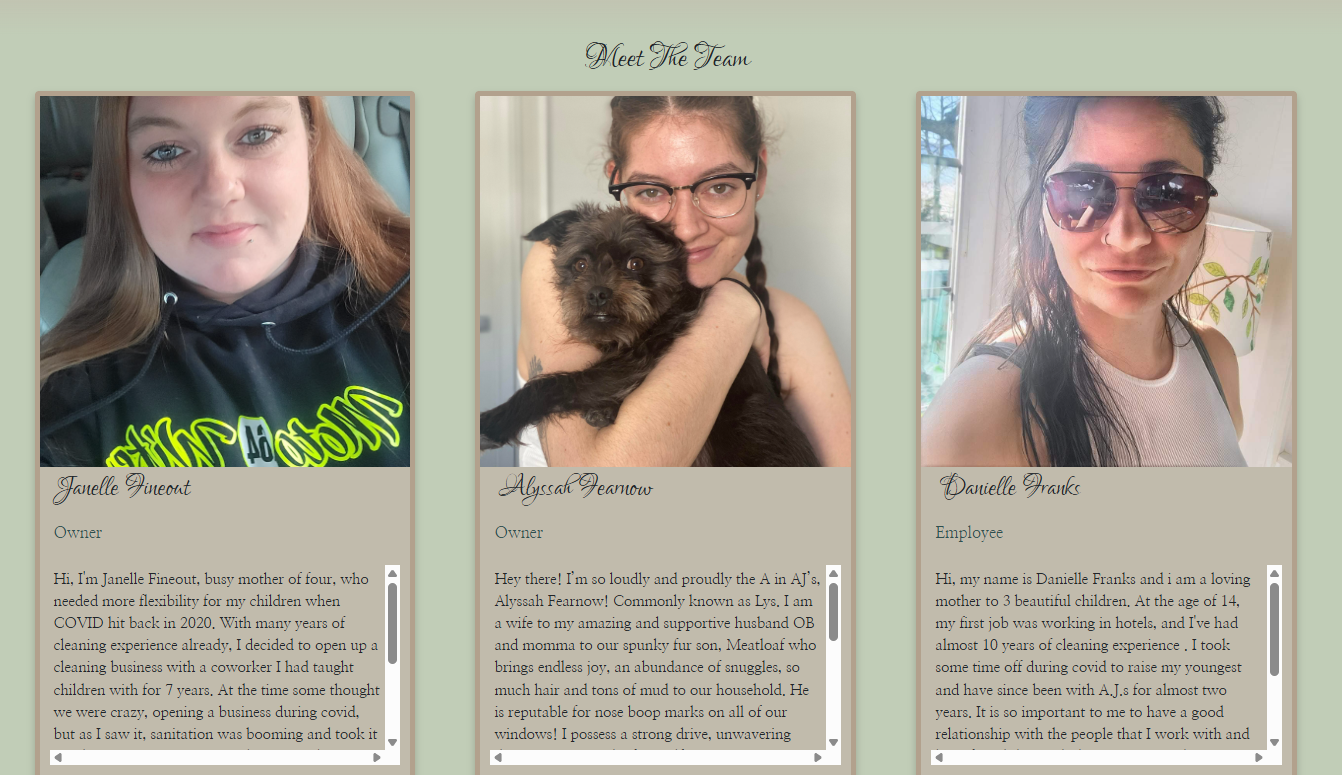 Meet The Team
Janelle Fineout
Owner
Hi, I'm Janelle Fineout, busy mother of four, who
needed more flexibility for my children when
COVID hit back in 2020. With many years of
cleaning experience already, I decided to open up a
cleaning business with a coworker I had taught
children with for 7 years. At the time some thought
we were crazy, opening a business during covid,
but as I saw it, sanitation was booming and took it
Alyssah Fearnow
Owner
Hey there! I'm so loudly and proudly the A in AJ's,
Alyssah Fearnow! Commonly known as Lys. I am
a wife to my amazing and supportive husband OB
and momma to our spunky fur son, Meatloaf who
brings endless joy, an abundance of snuggles, so
much hair and tons of mud to our household. He
is reputable for nose boop marks on all of our
windows! I possess a strong drive, unwavering
Danielle Franks
Employee
Hi, my name is Danielle Franks and i am a loving
mother to 3 beautiful children. At the age of 14,
my first job was working in hotels, and I've had
almost 10 years of cleaning experience . I took
some time off during covid to raise my youngest
and have since been with A.J.s for almost two
years. It is so important to me to have a good
relationship with the people that I work with and